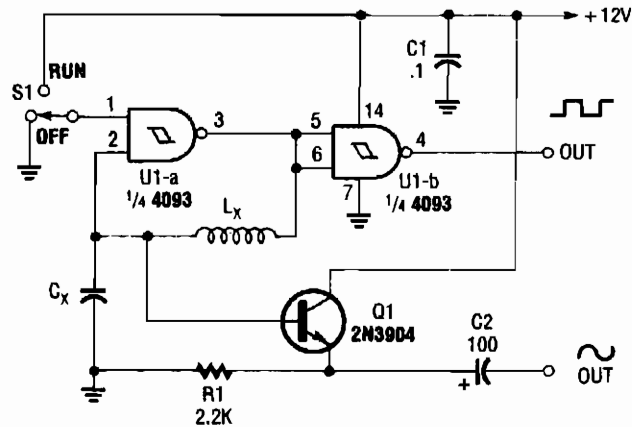 +12V
C1
.1
RUN
S1
OFF
1
2
3
5
6
14
4
7
OUT
U1-a
1/4 4093
U1-b
1/4 4093
LX
CX
Q1
2N3904
C2
100
+
OUT
R1
2.2K